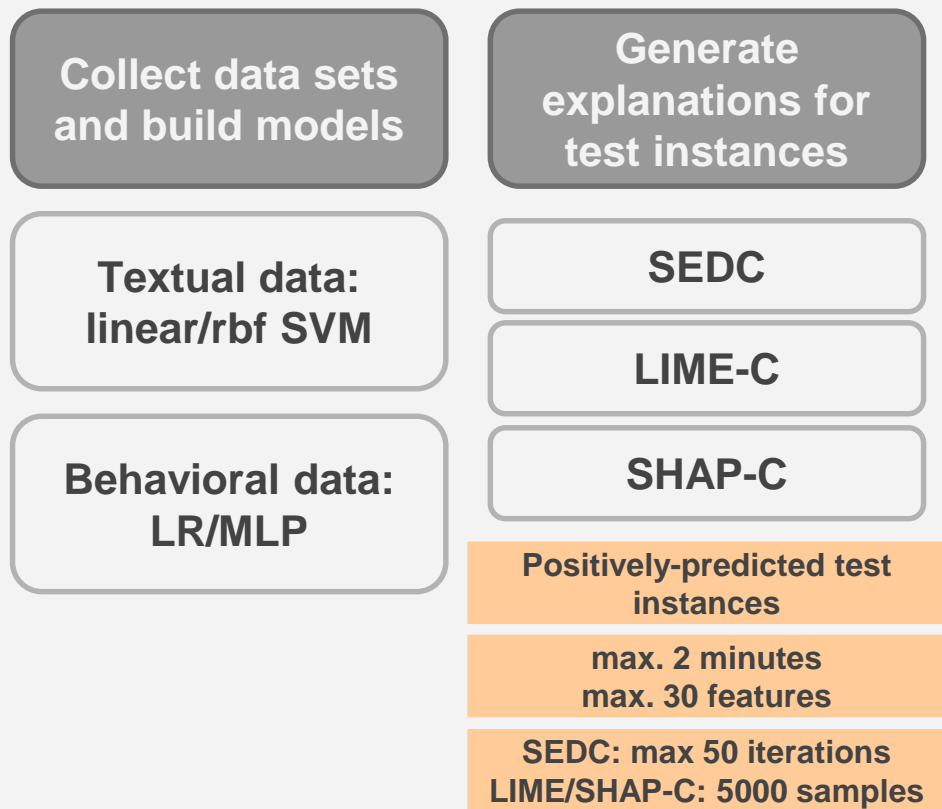 Collect data sets
and build models
Textual data:
linear/rbf SVM
Behavioral data:
LR/MLP
Generate
explanations for
test instances
SEDC
LIME-C
SHAP-C
Positively-predicted test
instances
max. 2 minutes
max. 30 features
SEDC: max 50 iterations
LIME/SHAP-C: 5000 samples